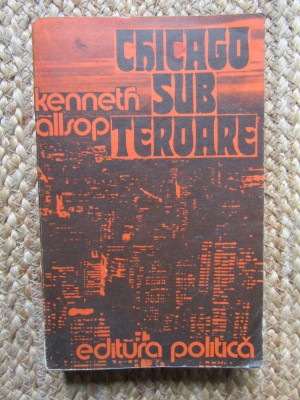 CHICAGO
SUB
TEROARE
kenneth
allsop
editura politică